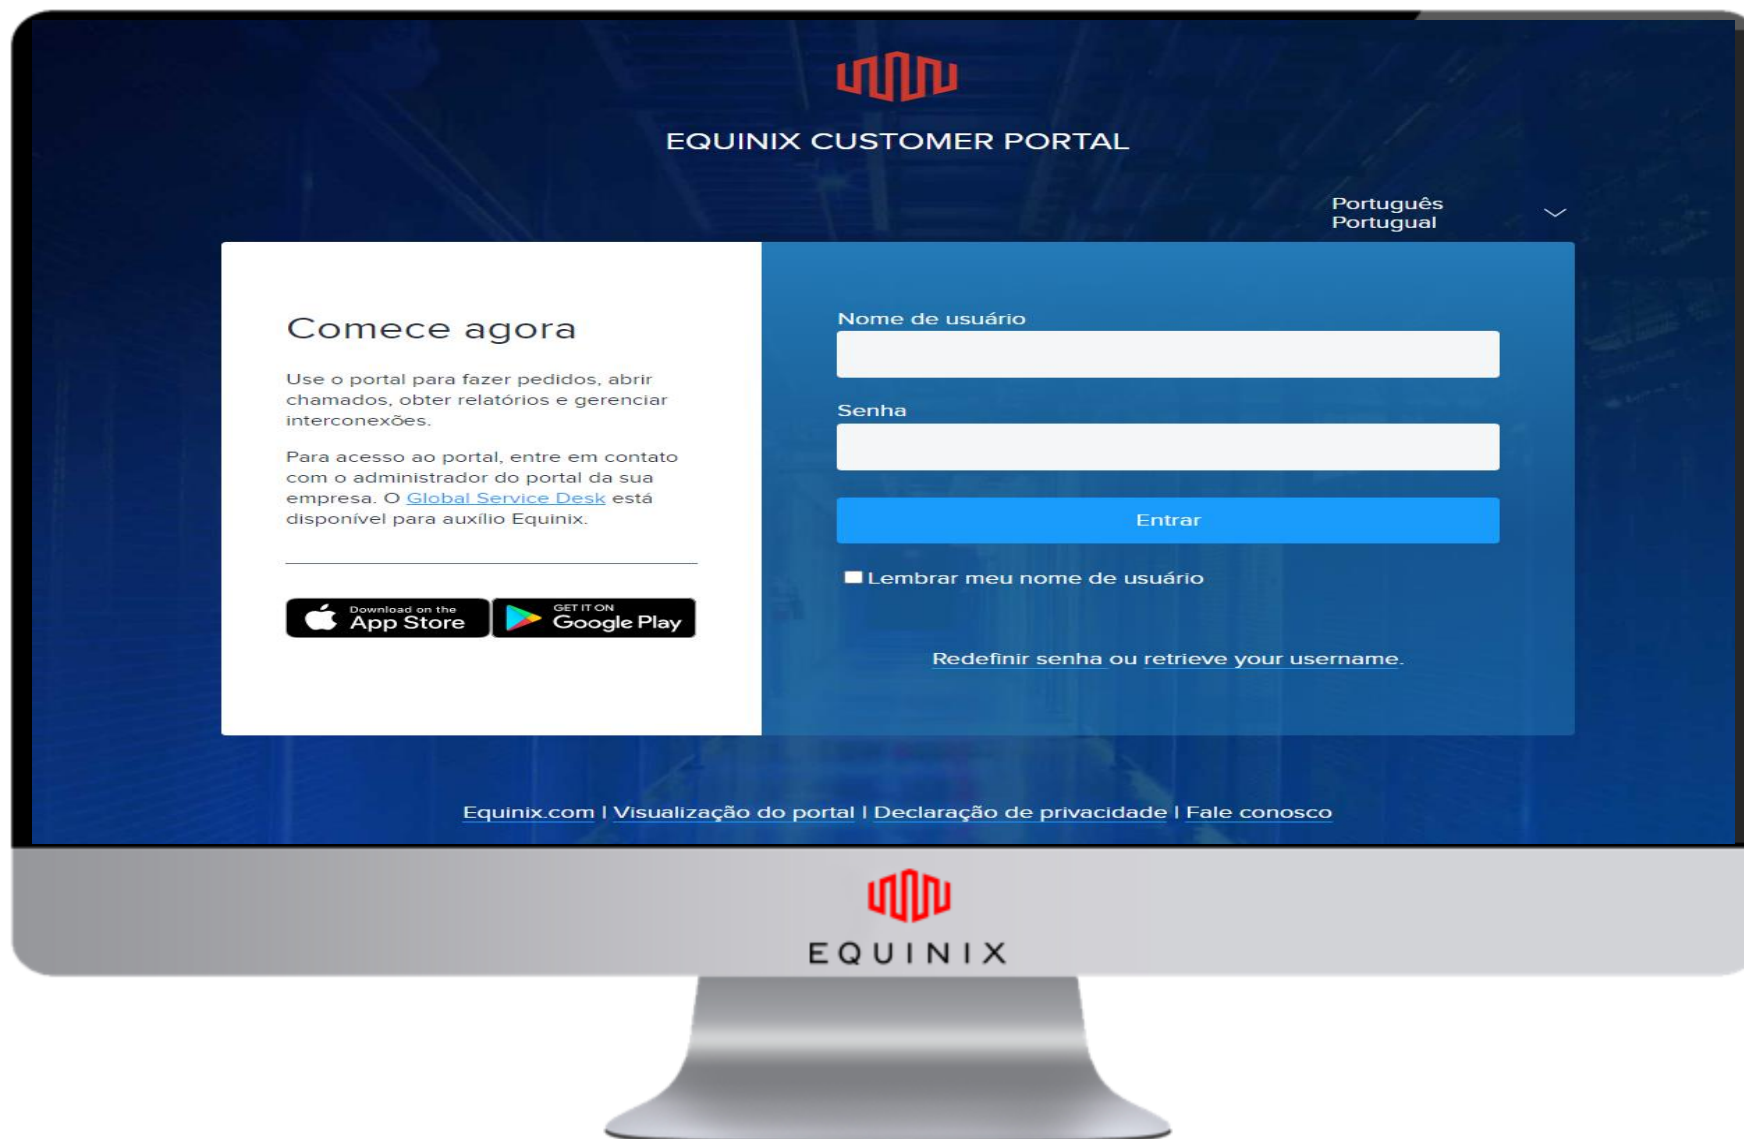 EQUINIX CUSTOMER PORTAL
Português
Portugual
Comece agora
Use o portal para fazer pedidos, abrir
chamados, obter relatórios e gerenciar
interconexões.
Para acesso ao portal, entre em contato
com o administrador do portal da sua
empresa. O Global Service Desk está
disponível para auxílio Equinix.
Download on the
App Store
GET IT ON
Google Play
Nome de usuário
Senha
Entrar
Lembrar meu nome de usuário
Redefinir senha ou retrieve your username.
Equinix.com | Visualização do portal | Declaração de privacidade | Fale conosco
EQUINIX